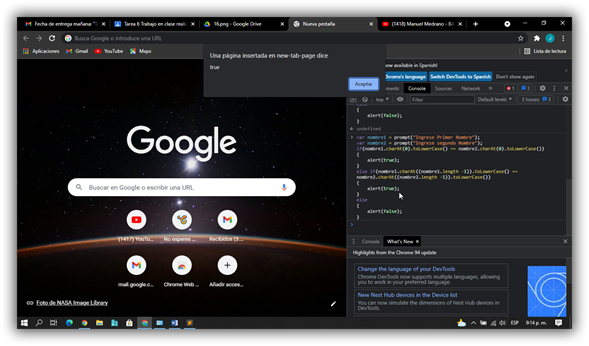 Fecha de entrega mañana: "
Tarea 6 Trabajo en clase realiz
16.png - Google Drive
Nueva pestaña
(1418) Manuel Medrano - BA
Busca Google o introduce una URL
Aplicaciones
Gmail
YouTube
Maps
Lista de lectura
Una página insertada en new-tab-page dice
true
Aceptar
now available in Spanish!
Chrome's language
Switch DevTools to Spanish
Don't show again
ements
Console
Sources
Network
1
3
top
Filter
Default levels
3 Issues
3
{
alert(false);
}
undefined
var nombre1 = prompt("Ingrese Primer Nombre");
var nombre2 = prompt("Ingrese segundo Nombre");
if(nombre1.charAt(0).toLowerCase() == nombre2.charAt(0).toLowerCase())
{
alert(true);
}
else if(nombre1.charAt((nombre1.length -1)).toLowerCase() ==
nombre2.charAt((nombre2.length -1)).toLowerCase())
{
alert(true);
}
else
{
alert(false);
}
Google
Buscar en Google o escribir una URL
(1417) YouTu...
No esperes ...
Recibidos (3...
mail.google.c...
Chrome Web ...
Añadir acces...
Foto de NASA Image Library
Console
What's New
Highlights from the Chrome 94 update
Change the language of your DevTools
Chrome DevTools now supports multiple languages, allowing
you to work in your preferred language.
New Nest Hub devices in the Device list
You can now simulate the dimensions of Nest Hub devices in
DevTools.
ESP
9:14 p. m.